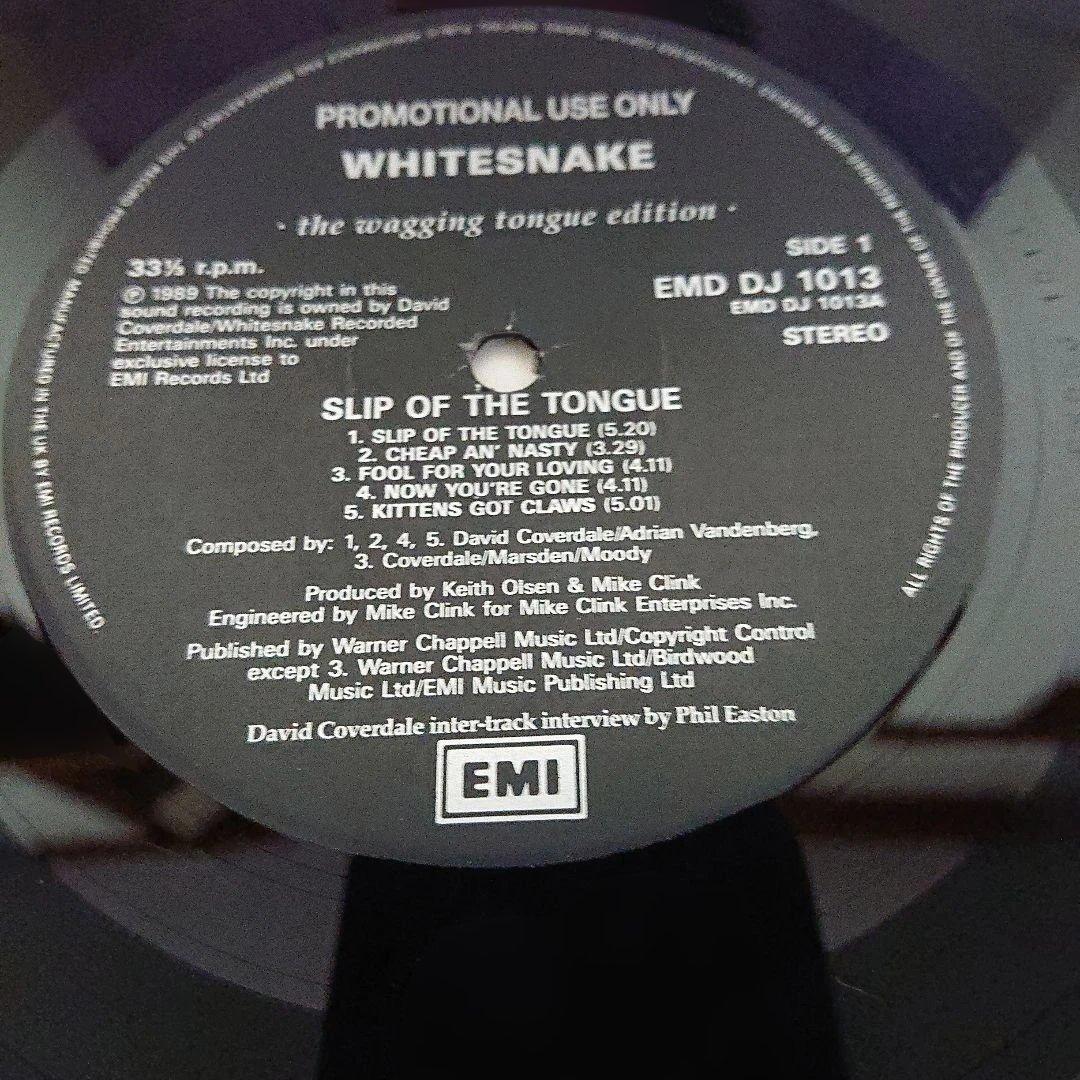 PROMOTIONAL USE ONLY
WHITESNAKE
· the wagging tongue edition ·
33⅓ r.p.m.
SIDE 1
EMD DJ 1013
EMD DJ 1013A
STEREO
Ⓟ 1989 The copyright in this
sound recording is owned by David
Coverdale/Whitesnake Recorded
Entertainments Inc. under
exclusive license to
EMI Records Ltd
SLIP OF THE TONGUE
1. SLIP OF THE TONGUE (5.20)
2. CHEAP AN' NASTY (3.29)
3. FOOL FOR YOUR LOVING (4.11)
4. NOW YOU'RE GONE (4.11)
5. KITTENS GOT CLAWS (5.01)
Composed by: 1, 2, 4, 5. David Coverdale/Adrian Vandenberg.
3. Coverdale/Marsden/Moody
Produced by Keith Olsen & Mike Clink
Engineered by Mike Clink for Mike Clink Enterprises Inc.
Published by Warner Chappell Music Ltd/Copyright Control
except 3. Warner Chappell Music Ltd/Birdwood
Music Ltd/EMI Music Publishing Ltd
David Coverdale inter-track interview by Phil Easton
EMI
ALL RIGHTS OF THE PRODUCER AND OF THE OWNER OF THE RECORDED WORK RESERVED
PROHIBITED. MANUFACTURED IN THE UK BY EMI RECORDS LIMITED.